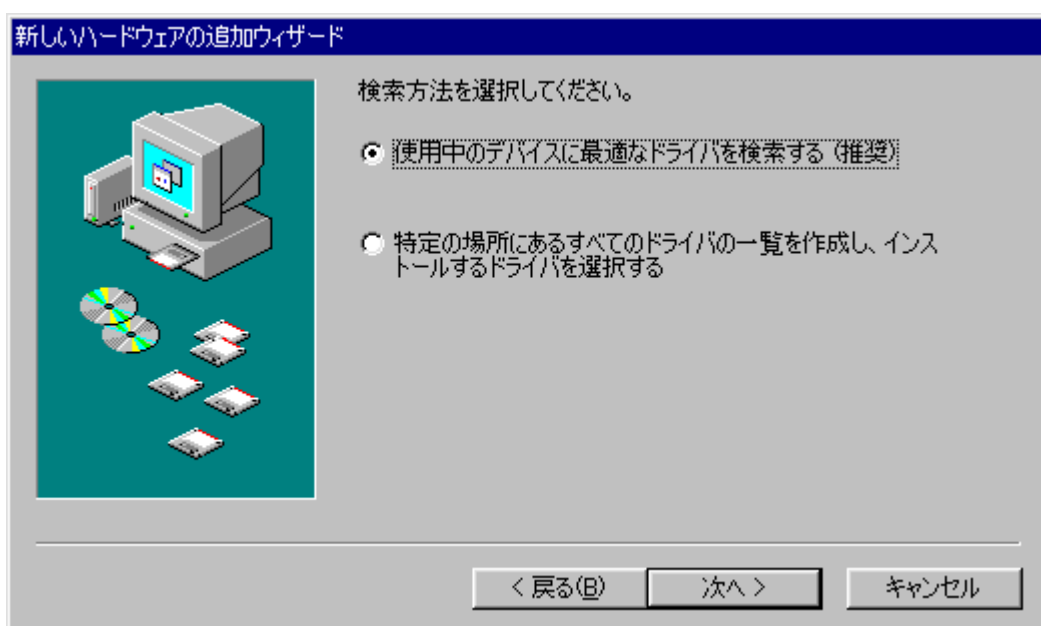 新しいハードウェアの追加ウィザード
検索方法を選択してください。
使用中のデバイスに最適なドライバを検索する (推奨)
特定の場所にあるすべてのドライバの一覧を作成し、インス
トールするドライバを選択する
< 戻る(B)
次へ >
キャンセル